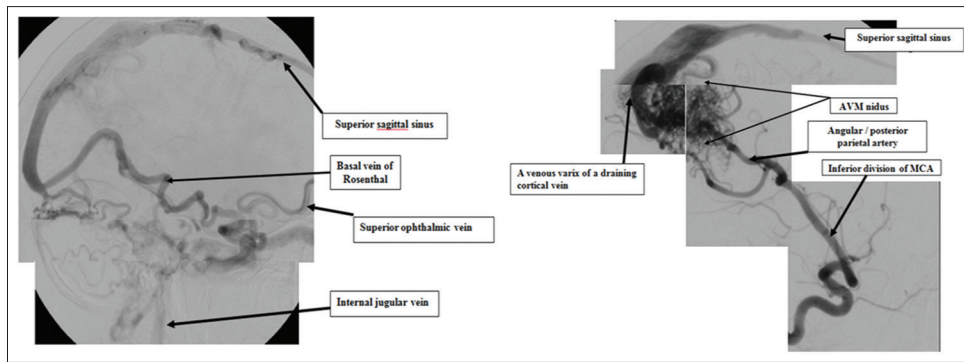 Superior sagittal sinus
Basal vein of
Rosenthal
Superior ophthalmic vein
Internal jugular vein
Superior sagittal sinus
AVM nidus
Angular / posterior
parietal artery
Inferior division of MCA
A venous varix of a draining
cortical vein